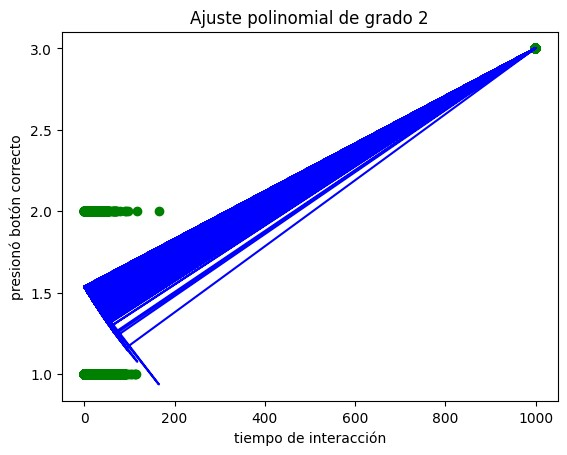 Ajuste polinomial de grado 2
presionó botón correcto
3.0
2.5
2.0
1.5
1.0
0 200 400 600 800 1000
tiempo de interacción